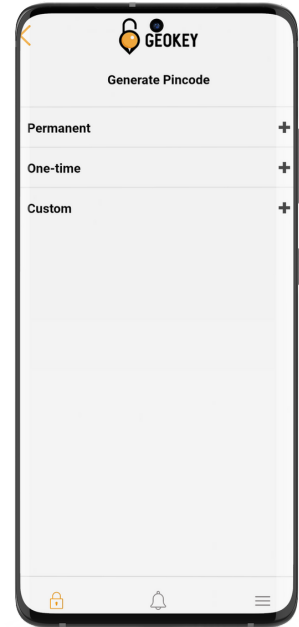 GEOKEY
Generate Pincode
Permanent
One-time
Custom